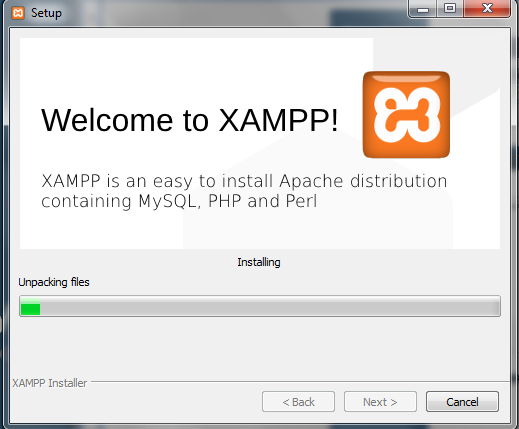 Setup
Welcome to XAMPP!
XAMPP is an easy to install Apache distribution
containing MySQL, PHP and Perl
Installing
Unpacking files
XAMPP Installer
< Back
Next >
Cancel